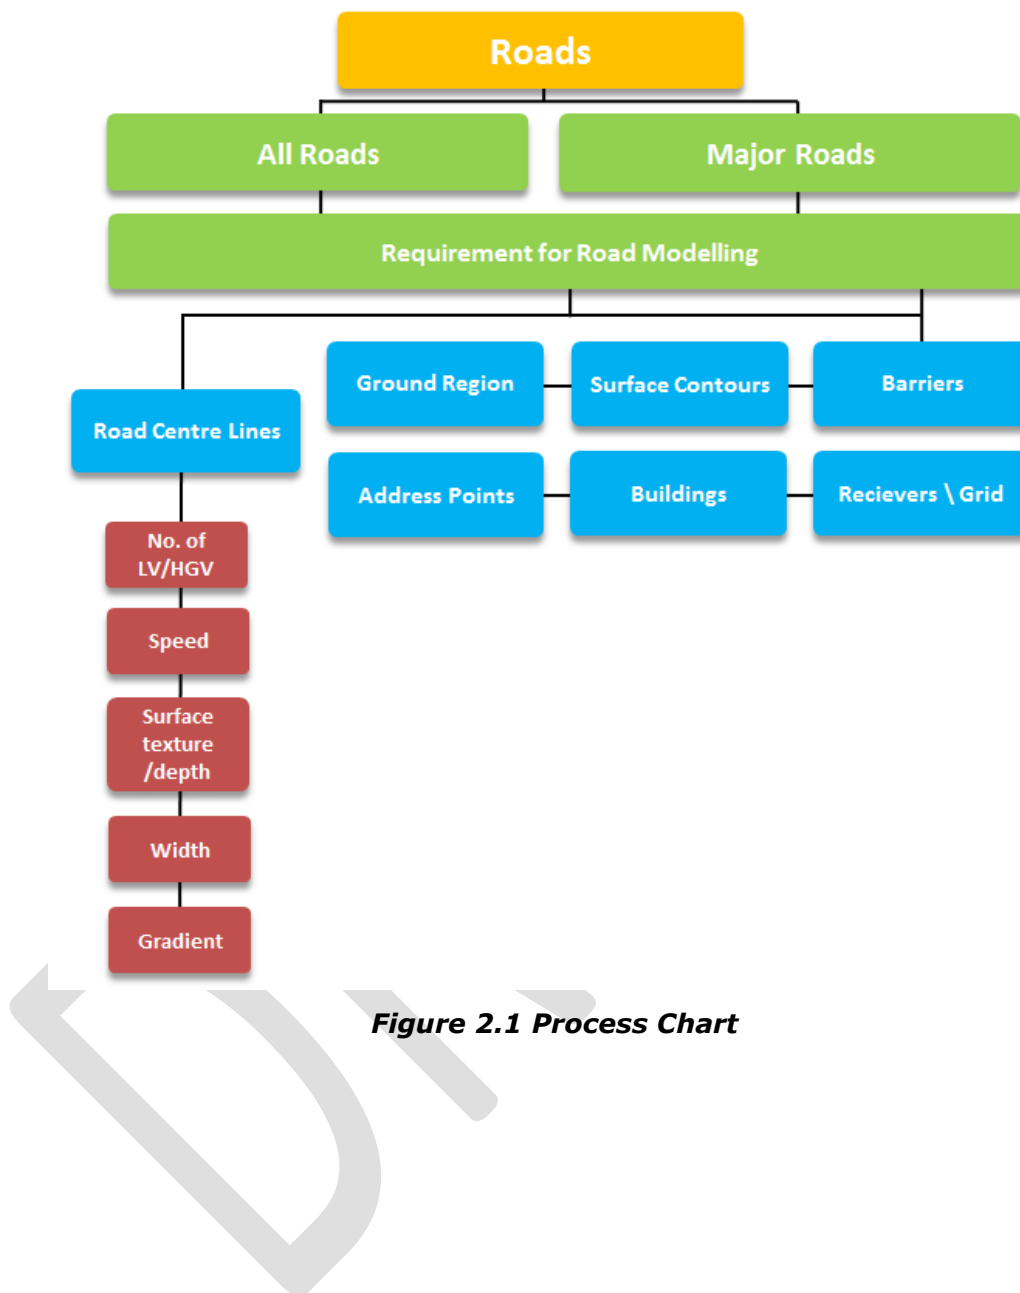 Roads
All Roads
Major Roads
Requirement for Road Modelling
Ground Region
Surface Contours
Barriers
Road Centre Lines
Address Points
Buildings
Recievers \ Grid
No. of
LV/HGV
Speed
Surface
texture
/depth
Width
Gradient
Figure 2.1 Process Chart